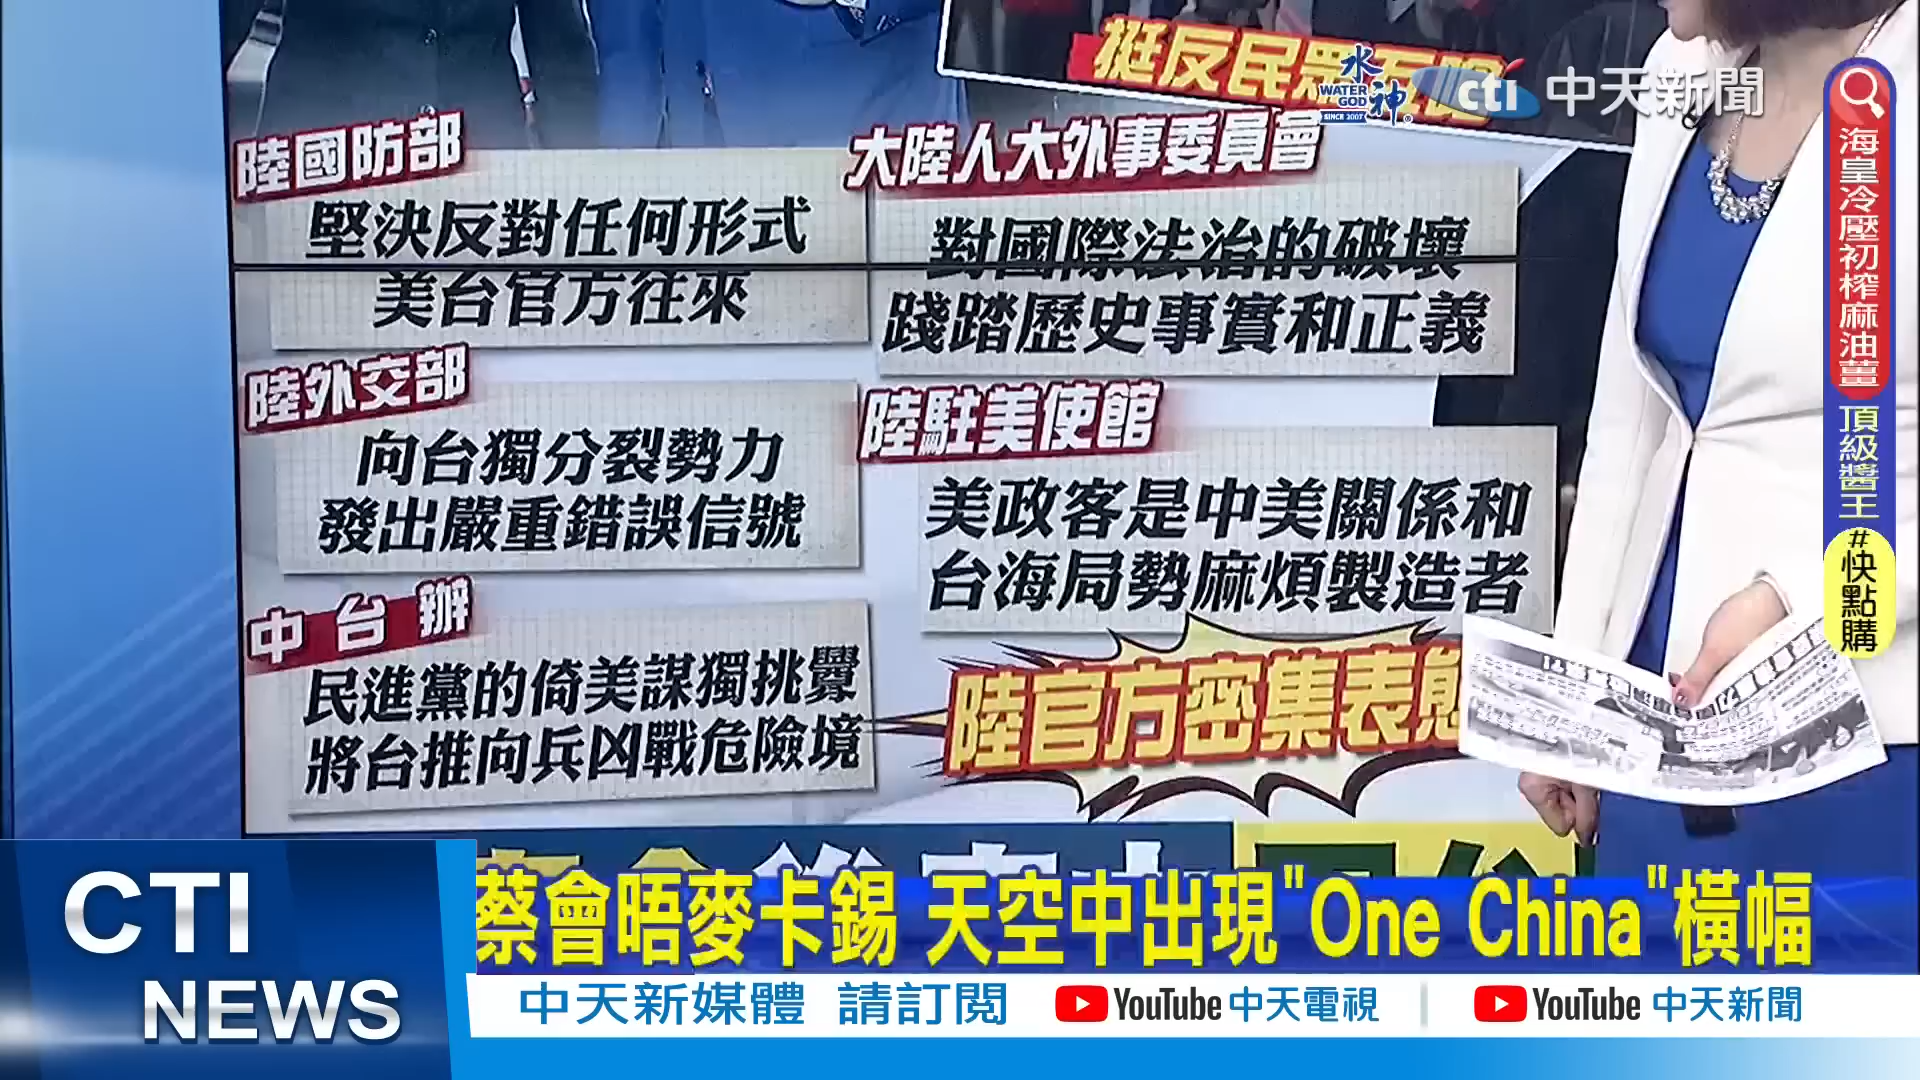 挺反民眾互嗆
水神
WATER GOD
SINCE 2007
cti 中天新聞
陸國防部
堅決反對任何形式
美台官方往來
大陸人大外事委員會
對國際法治的破壞
踐踏歷史事實和正義
陸外交部
向台獨分裂勢力
發出嚴重錯誤信號
陸駐美使館
美政客是中美關係和
台海局勢麻煩製造者
中台辦
民進黨的倚美謀獨挑釁
將台推向兵凶戰危險境
陸官方密集表態
海皇冷壓初榨麻油薑
頂級醬王
#快點購
CTI NEWS
蔡會晤麥卡錫 天空中出現"One China"橫幅
中天新媒體 請訂閱 YouTube 中天電視 | YouTube 中天新聞